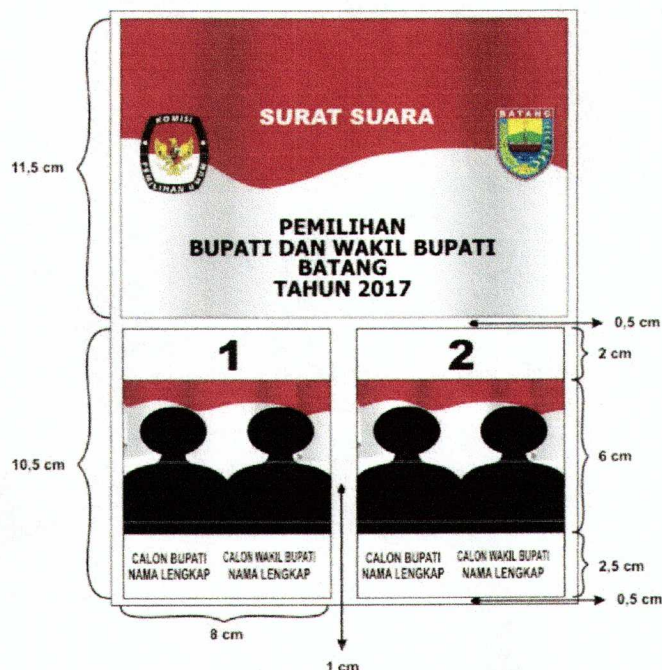 SURAT SUARA
KOMISI
PEMILIHAN UMUM
BATANG
11,5 cm
PEMILIHAN
BUPATI DAN WAKIL BUPATI
BATANG
TAHUN 2017
0,5 cm
1
2
2 cm
10,5 cm
6 cm
CALON BUPATI
NAMA LENGKAP
CALON WAKIL BUPATI
NAMA LENGKAP
CALON BUPATI
NAMA LENGKAP
CALON WAKIL BUPATI
NAMA LENGKAP
2,5 cm
0,5 cm
8 cm
1 cm